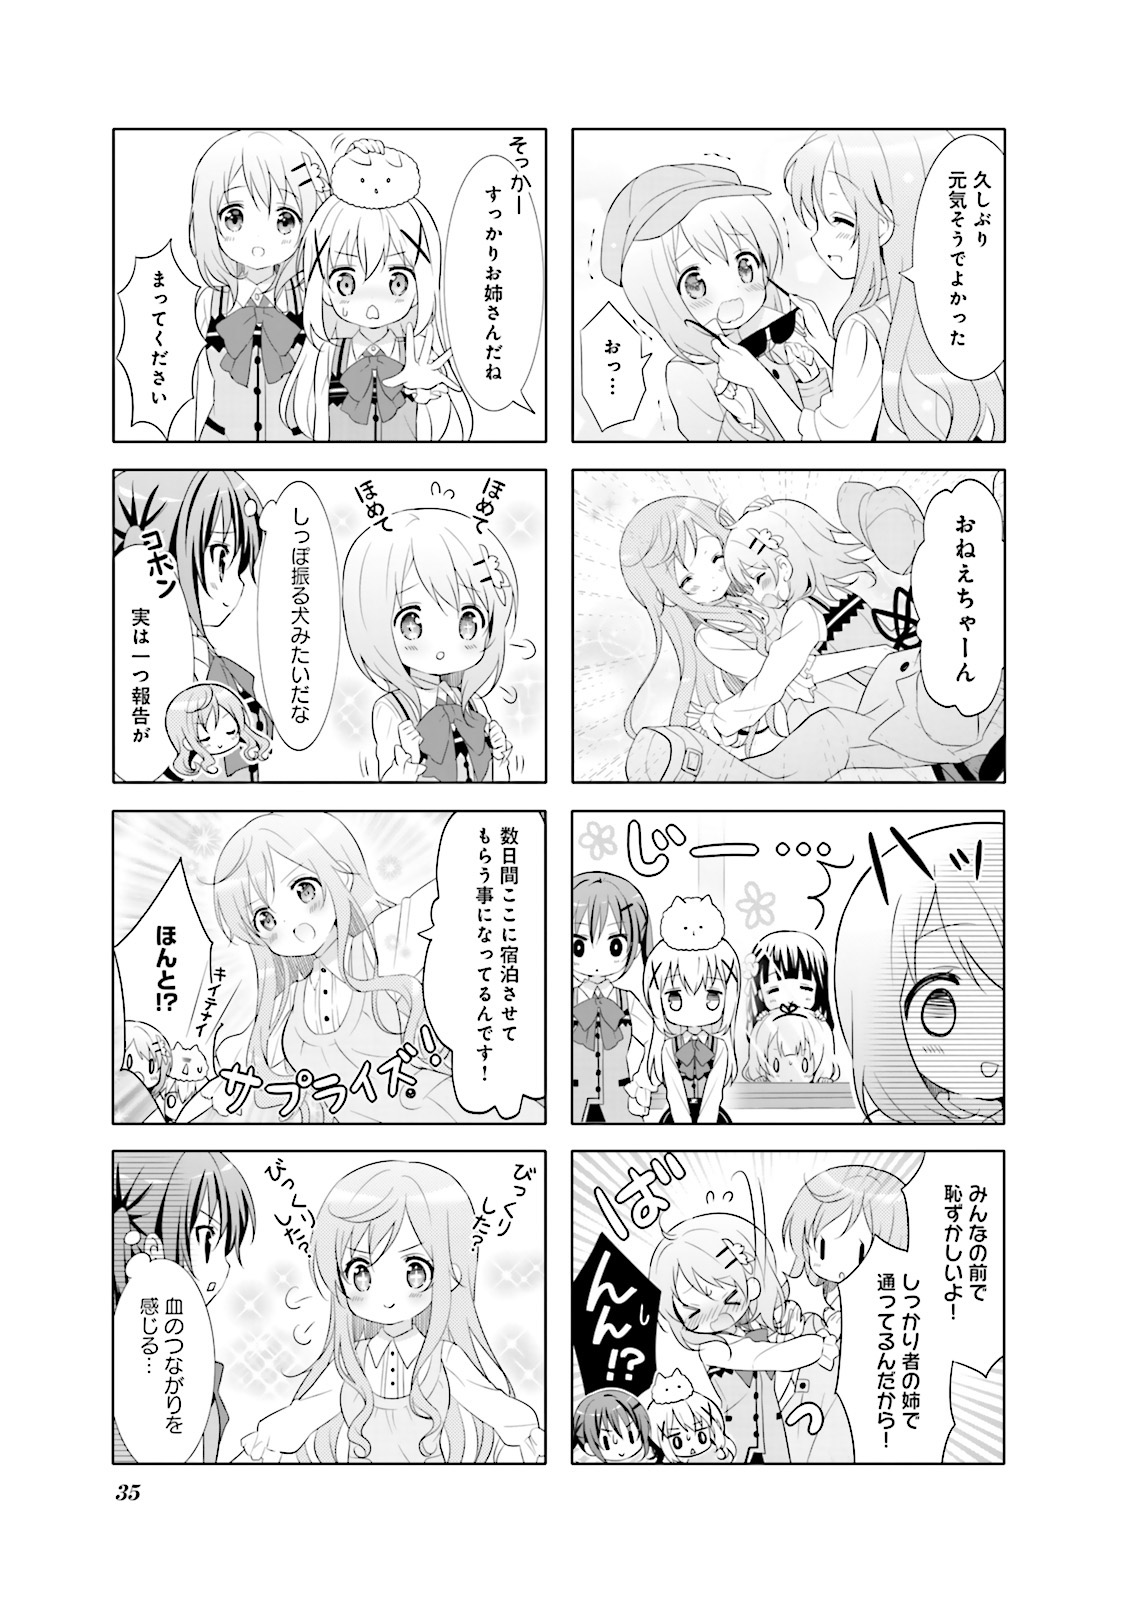 久しぶり
元気そうでよかった
おっ…
おねえちゃーん
ハッ
じー…
みんなの前で
恥ずかしいよ！
しっかり者の姉で
通ってるんだから！
ばっ
んん!?
そっかー
すっかりお姉さんだね
まってください
ほめて
ほめて
しっぽ振る犬みたいだな
コホン
実は一つ報告が
数日間ここに宿泊させて
もらう事になってるんです！
サプライズ！
ほんと!?
キイテナイ
びっくり
した？
びっくり
した？
血のつながりを
感じる…
35